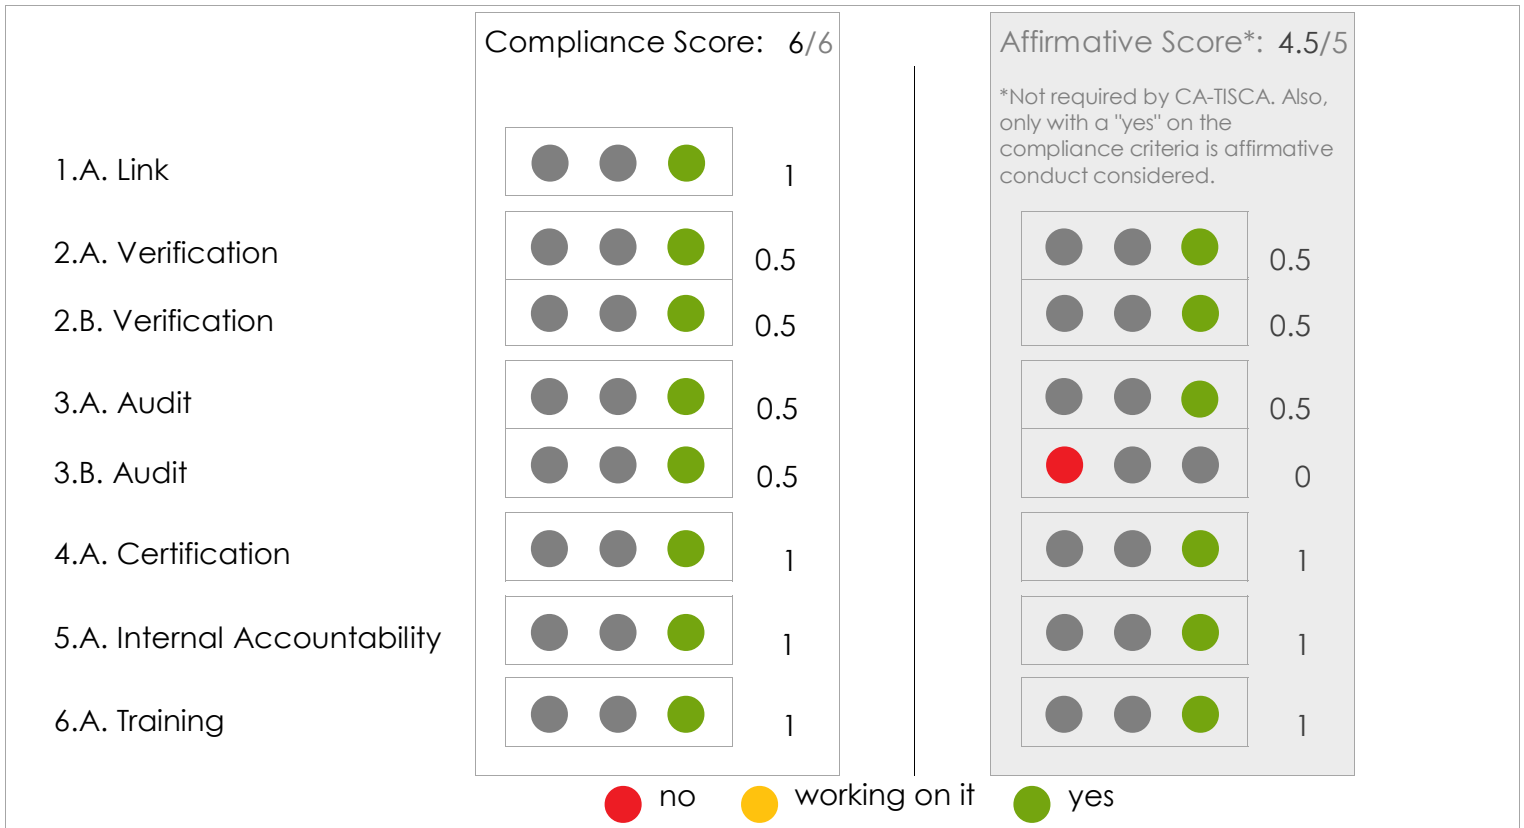 Compliance Score: 6/6
Affirmative Score*: 4.5/5
*Not required by CA-TISCA. Also,
only with a "yes" on the
compliance criteria is affirmative
conduct considered.
1.A. Link 1
2.A. Verification 0.5 0.5
2.B. Verification 0.5 0.5
3.A. Audit 0.5 0.5
3.B. Audit 0.5 0
4.A. Certification 1 1
5.A. Internal Accountability 1 1
6.A. Training 1 1
no working on it yes